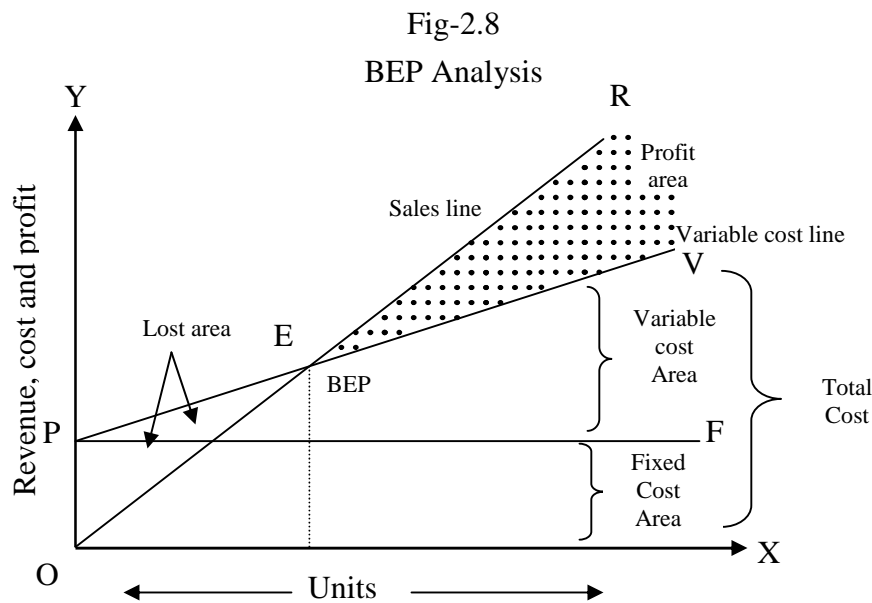 Fig-2.8
BEP Analysis
Y
R
Profit
area
Sales line
Variable cost line
V
Lost area
E
Variable
cost
Area
BEP
Total
Cost
Revenue, cost and profit
P
F
Fixed
Cost
Area
X
O
Units